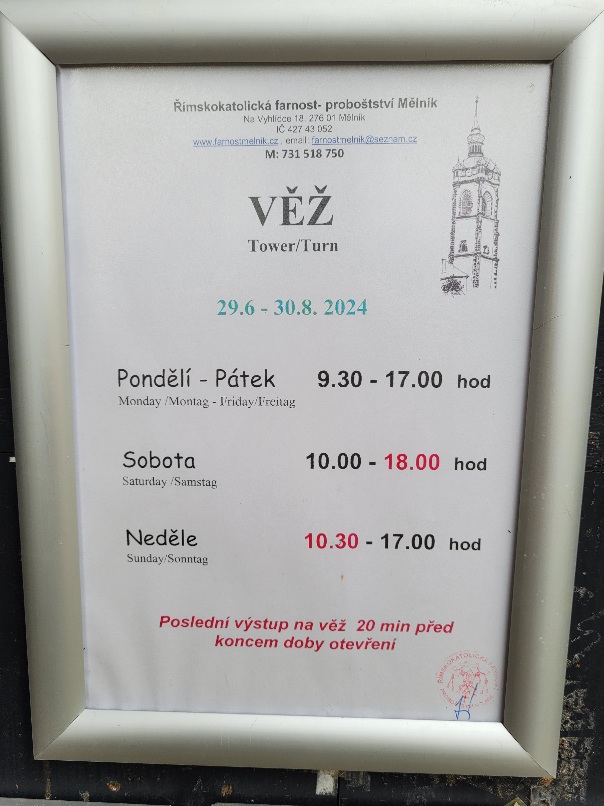 Římskokatolická farnost- proboštství Mělník
Na Vyhlídce 18, 276 01 Mělník
IČ 427 43 052
www.farnostmelnik.cz , email: farnostmelnik@seznam.cz
M: 731 518 750
VĚŽ
Tower/Turn
29.6 - 30.8. 2024
Pondělí - Pátek 9.30 - 17.00 hod
Monday /Montag - Friday/Freitag
Sobota 10.00 - 18.00 hod
Saturday /Samstag
Neděle 10.30 - 17.00 hod
Sunday/Sonntag
Poslední výstup na věž 20 min před
koncem doby otevření
ŘÍMSKOKATOLICKÁ